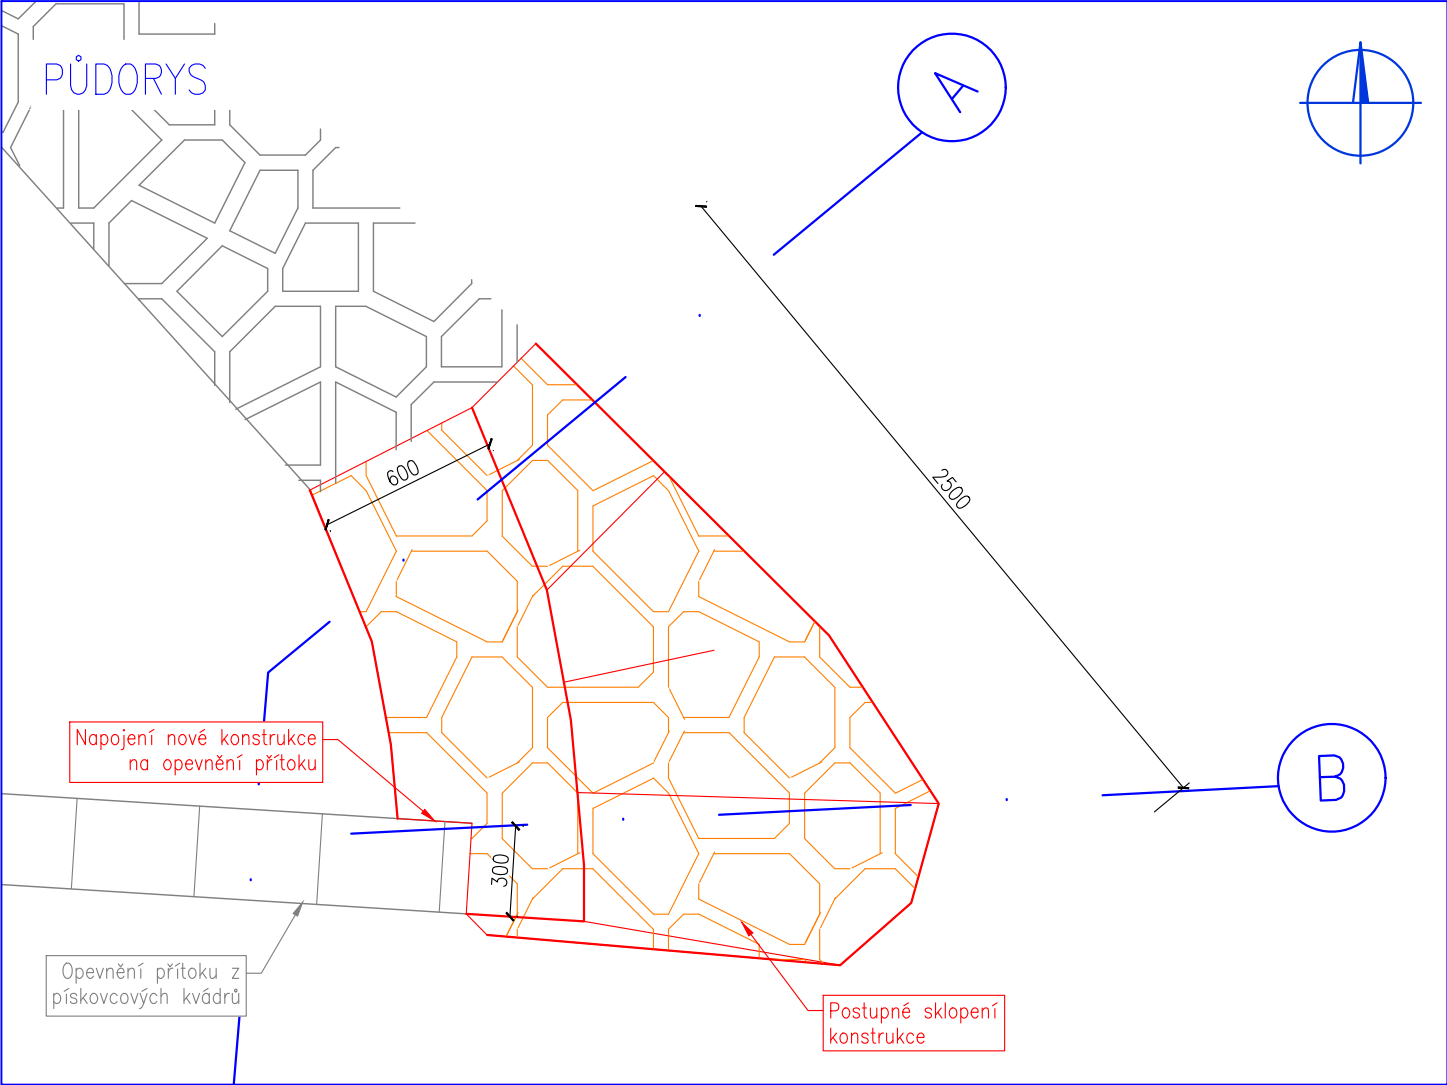 PŮDORYS
A
2500
600
Napojení nové konstrukce
na opevnění přítoku
B
300
Opevnění přítoku z
pískovcových kvádrů
Postupné sklopení
konstrukce